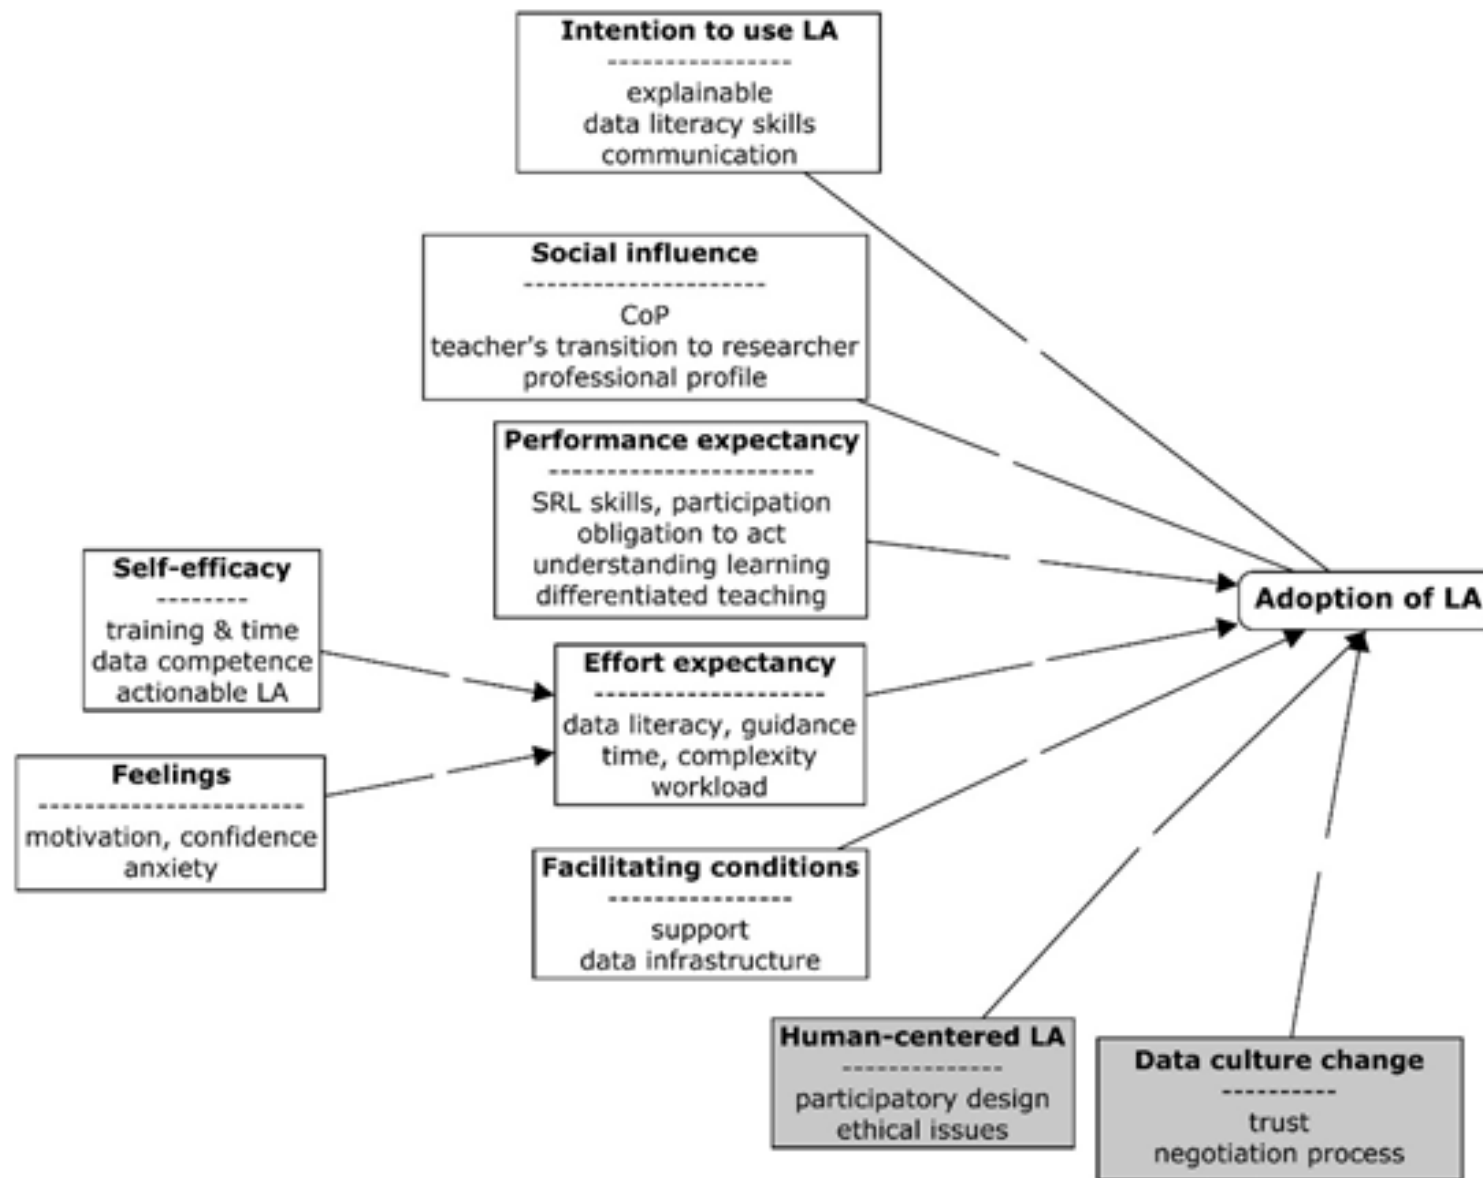 Intention to use LA
----------------
explainable
data literacy skills
communication
Social influence
---------------------
CoP
teacher's transition to researcher
professional profile
Performance expectancy
-----------------------
SRL skills, participation
obligation to act
understanding learning
differentiated teaching
Self-efficacy
--------
training & time
data competence
actionable LA
Adoption of LA
Effort expectancy
--------------------
data literacy, guidance
time, complexity
workload
Feelings
-----------------------
motivation, confidence
anxiety
Facilitating conditions
----------------
support
data infrastructure
Human-centered LA
--------------
participatory design
ethical issues
Data culture change
----------
trust
negotiation process